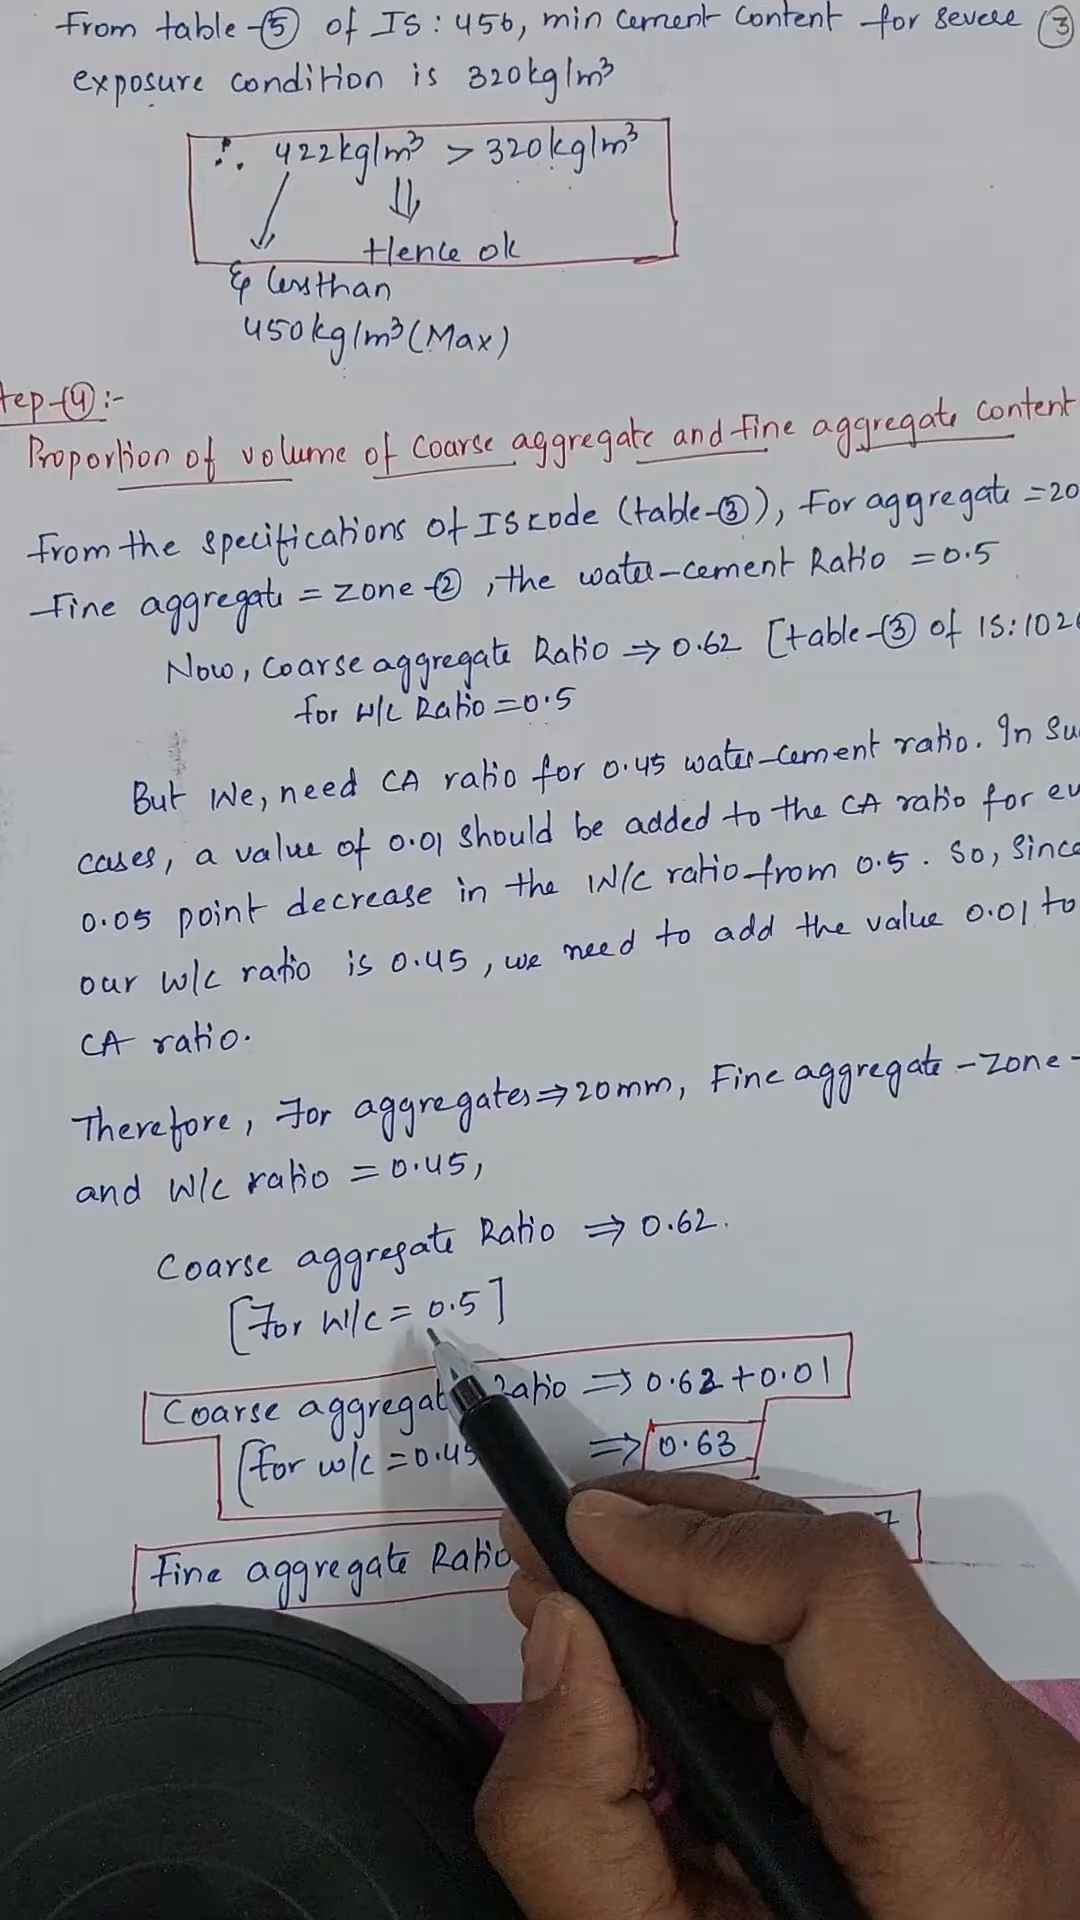 From table-⑤ of IS: 456, min cement content for severe ③
exposure condition is 320kg/m³
∴ 422kg/m³ > 320kg/m³
Hence ok
& less than
450kg/m³ (Max)
tep-④:-
Proportion of volume of Coarse aggregate and Fine aggregate content
From the specifications of IS code (table-③), For aggregate = 20
Fine aggregate = zone-②, the water-cement Ratio = 0.5
Now, Coarse aggregate Ratio ⇒ 0.62 [table-③ of IS: 102
for W/C Ratio = 0.5
But We, need CA ratio for 0.45 water-cement ratio. In Su
cases, a value of 0.01 should be added to the CA ratio for ev
0.05 point decrease in the W/C ratio from 0.5. So, Since
our W/C ratio is 0.45, we need to add the value 0.01 to
CA ratio.
Therefore, For aggregates ⇒ 20mm, Fine aggregate - Zone -
and W/C ratio = 0.45,
Coarse aggregate Ratio ⇒ 0.62.
[For W/C = 0.5]
Coarse aggregat Ratio ⇒ 0.62 + 0.01
[For W/C = 0.45 ⇒ 0.63
Fine aggregate Ratio 7